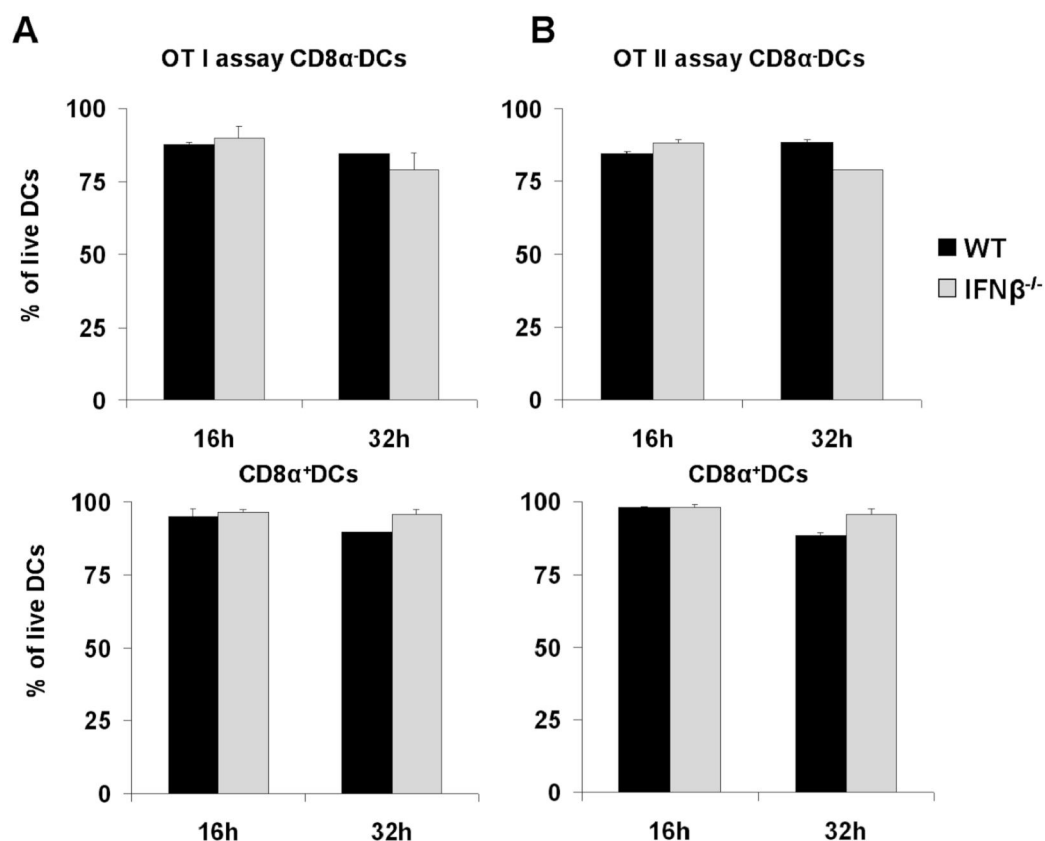 A
OT I assay CD8α⁻DCs
% of live DCs
100
75
50
25
0
16h 32h
CD8α⁺DCs
% of live DCs
100
75
50
25
0
16h 32h
B
OT II assay CD8α⁻DCs
100
75
50
25
0
16h 32h
CD8α⁺DCs
100
75
50
25
0
16h 32h
WT
IFNβ⁻/⁻